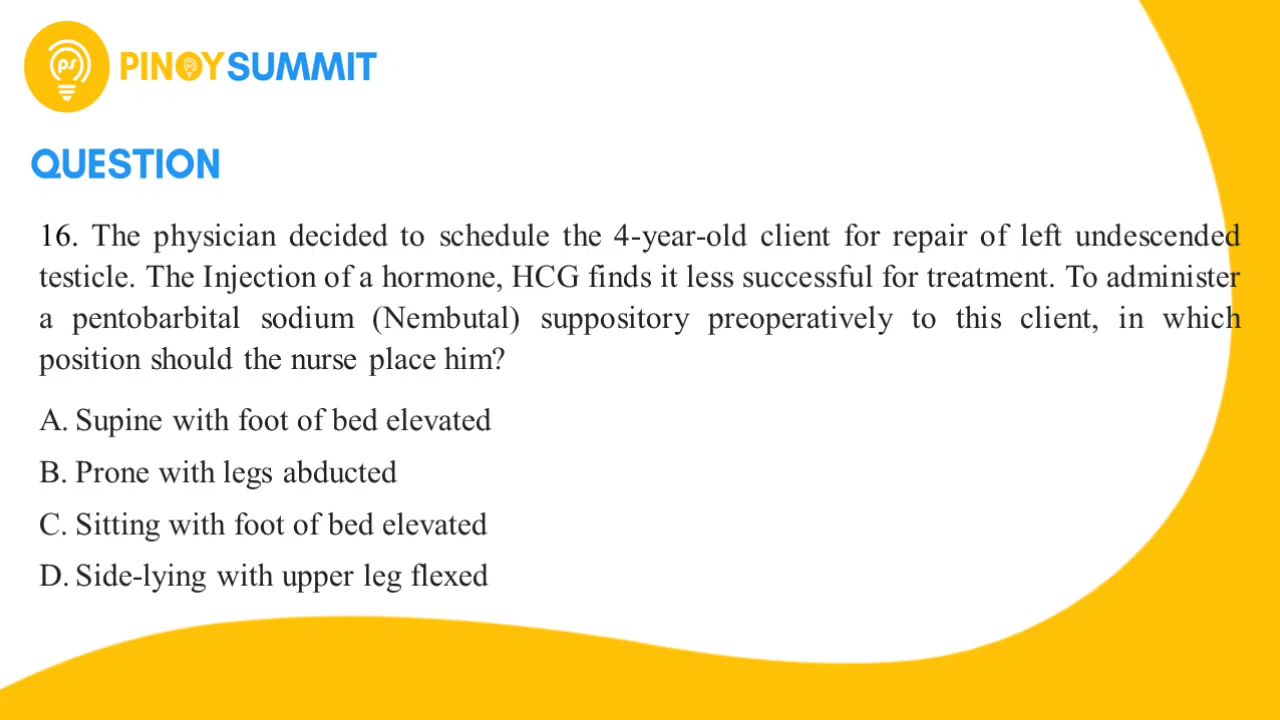 PINOYSUMMIT
QUESTION
16. The physician decided to schedule the 4-year-old client for repair of left undescended
testicle. The Injection of a hormone, HCG finds it less successful for treatment. To administer
a pentobarbital sodium (Nembutal) suppository preoperatively to this client, in which
position should the nurse place him?
A. Supine with foot of bed elevated
B. Prone with legs abducted
C. Sitting with foot of bed elevated
D. Side-lying with upper leg flexed